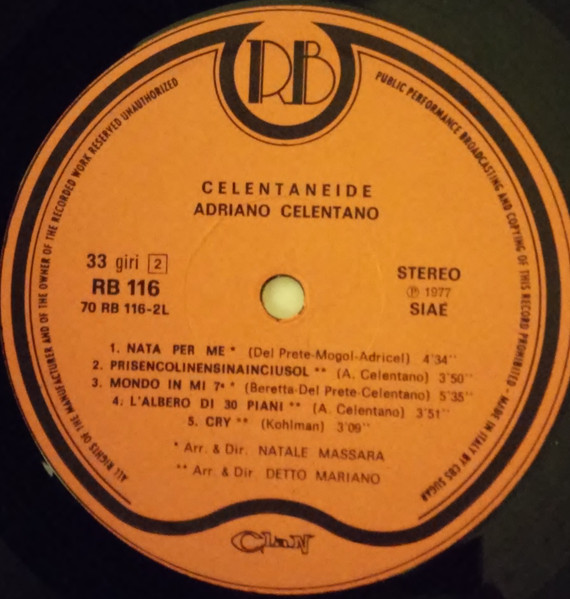 RB
ALL RIGHTS OF THE MANUFACTURER AND OF THE OWNER OF THE RECORDED WORK RESERVED UNAUTHORIZED
PUBLIC PERFORMANCE BROADCASTING AND COPYING OF THIS RECORD PROHIBITED - MADE IN ITALY BY CBS SUGAR
CELENTANEIDE
ADRIANO CELENTANO
33 giri 2
RB 116
70 RB 116-2L
STEREO
℗ 1977
SIAE
1. NATA PER ME * (Del Prete-Mogol-Adricel) 4'34''
2. PRISENCOLINENSINAINCIUSOL ** (A. Celentano) 3'50''
3. MONDO IN MI 7ª * (Beretta-Del Prete-Celentano) 5'35''
4. L'ALBERO DI 30 PIANI ** (A. Celentano) 3'51''
5. CRY ** (Kohlman) 3'09''
* Arr. & Dir. NATALE MASSARA
** Arr. & Dir. DETTO MARIANO
CLAN